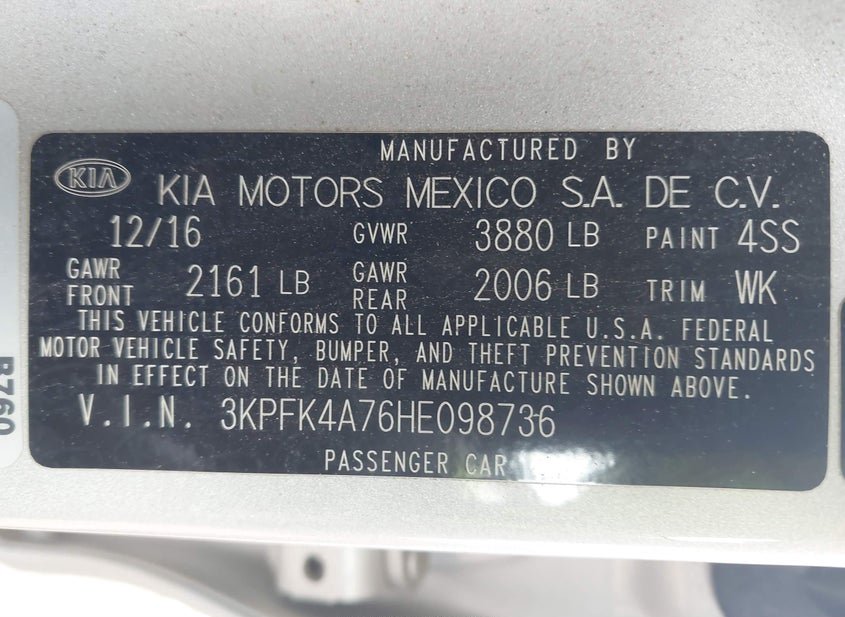 MANUFACTURED BY
KIA KIA MOTORS MEXICO S.A. DE C.V.
12/16 GVWR 3880 LB PAINT 4SS
GAWR FRONT 2161 LB GAWR REAR 2006 LB TRIM WK
THIS VEHICLE CONFORMS TO ALL APPLICABLE U.S.A. FEDERAL
MOTOR VEHICLE SAFETY, BUMPER, AND THEFT PREVENTION STANDARDS
IN EFFECT ON THE DATE OF MANUFACTURE SHOWN ABOVE.
V.I.N. 3KPFK4A76HE098736
PASSENGER CAR